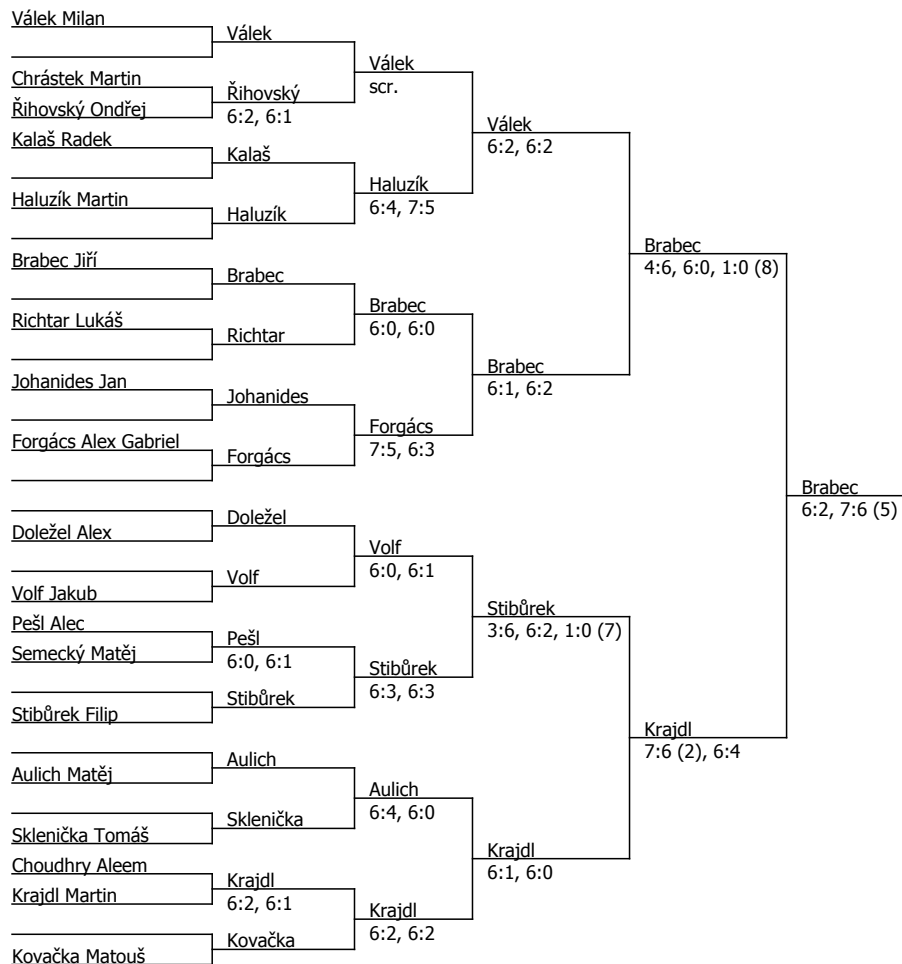 Válek Milan
Válek
Válek
scr.
Chrástek Martin
Řihovský
6:2, 6:1
Řihovský Ondřej
Válek
6:2, 6:2
Kalaš Radek
Kalaš
Haluzík
6:4, 7:5
Haluzík Martin
Haluzík
Brabec
4:6, 6:0, 1:0 (8)
Brabec Jiří
Brabec
Brabec
6:0, 6:0
Richtar Lukáš
Richtar
Brabec
6:1, 6:2
Johanides Jan
Johanides
Forgács
7:5, 6:3
Forgács Alex Gabriel
Forgács
Brabec
6:2, 7:6 (5)
Doležel
Doležel Alex
Volf
6:0, 6:1
Volf
Volf Jakub
Stibůrek
3:6, 6:2, 1:0 (7)
Pešl Alec
Pešl
6:0, 6:1
Semecký Matěj
Stibůrek
6:3, 6:3
Stibůrek
Stibůrek Filip
Krajdl
7:6 (2), 6:4
Aulich
Aulich Matěj
Aulich
6:4, 6:0
Sklenička
Sklenička Tomáš
Krajdl
6:1, 6:0
Choudhry Aleem
Krajdl
6:2, 6:1
Krajdl Martin
Krajdl
6:2, 6:2
Kovačka
Kovačka Matouš